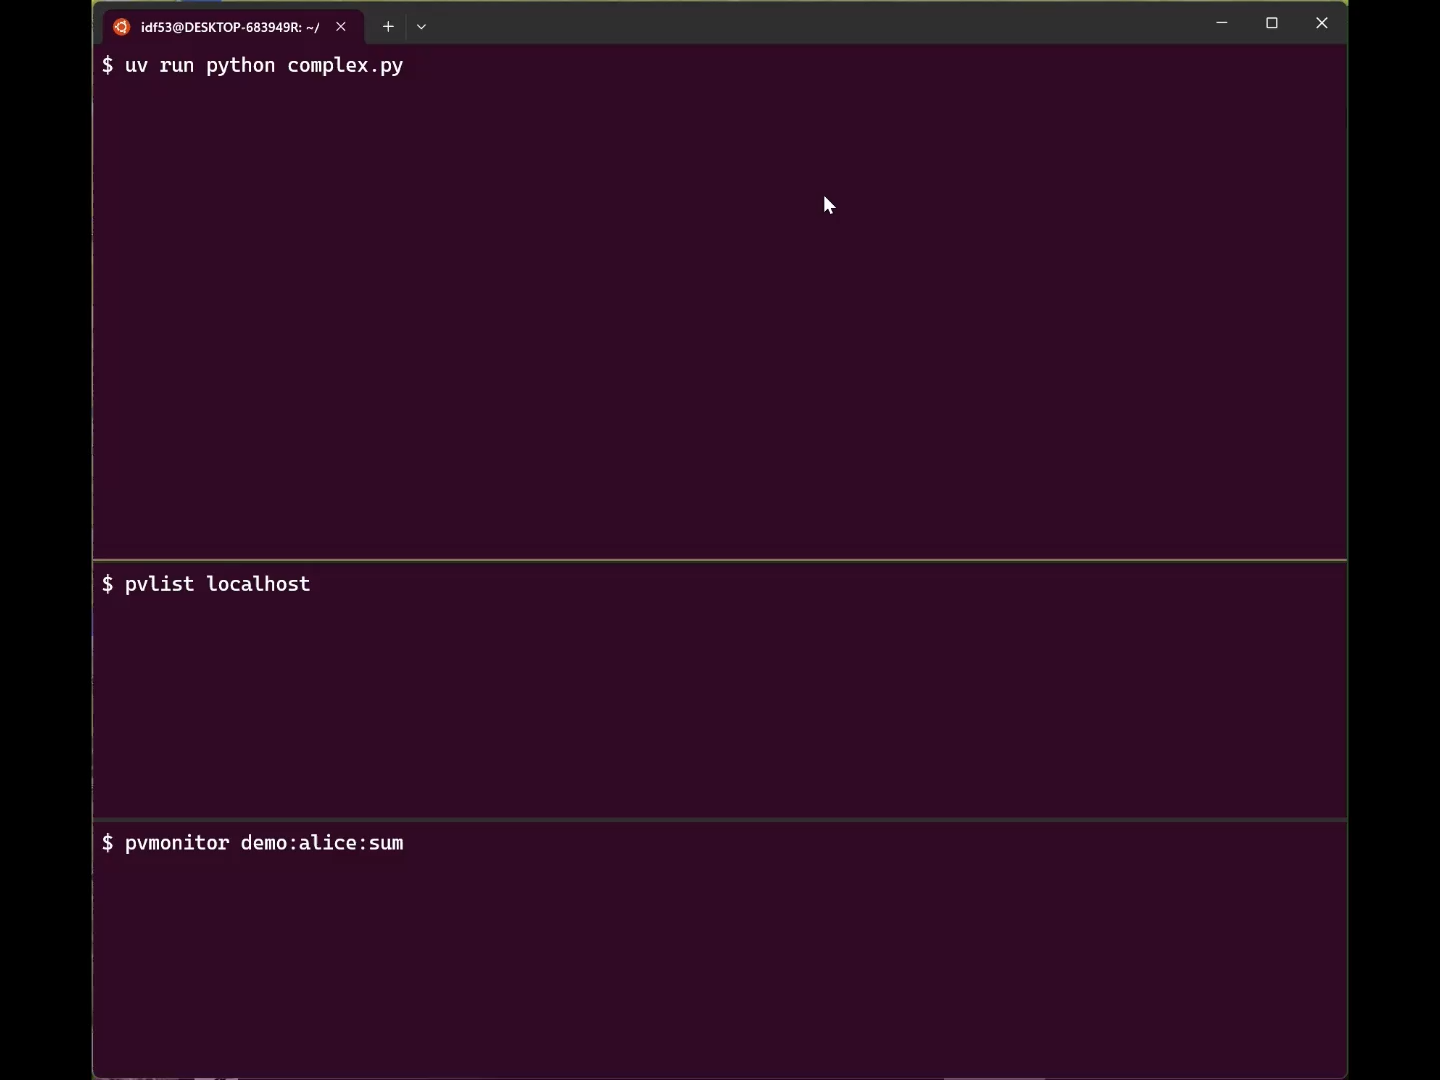 idf53@DESKTOP-683949R: ~/
$ uv run python complex.py
$ pvlist localhost
$ pvmonitor demo:alice:sum